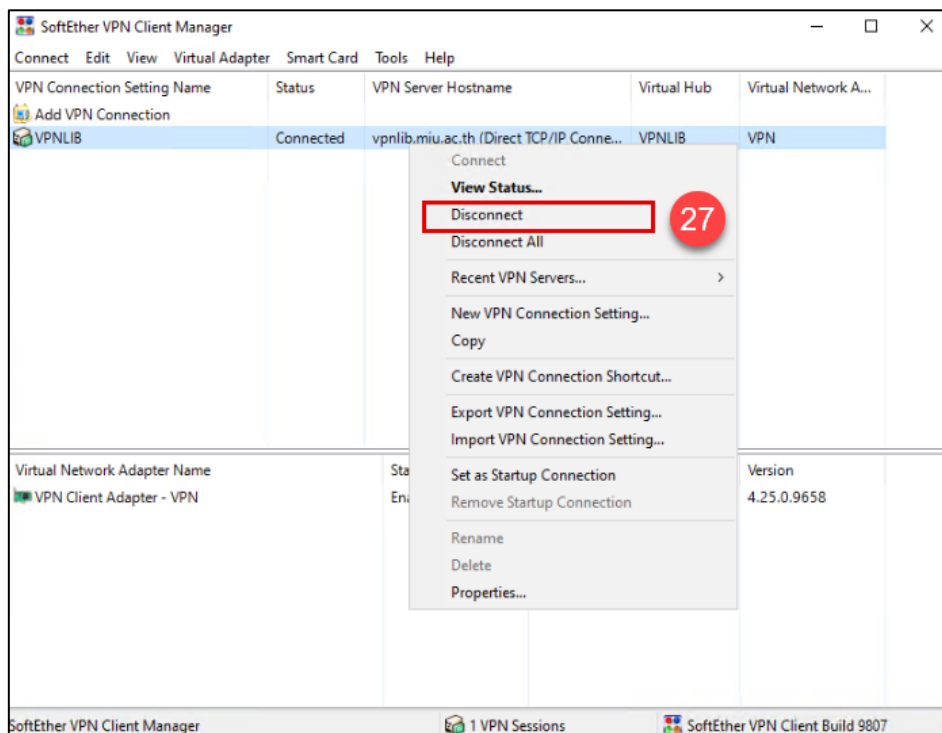 SoftEther VPN Client Manager
Connect Edit View Virtual Adapter Smart Card Tools Help
VPN Connection Setting Name Status VPN Server Hostname Virtual Hub Virtual Network A...
Add VPN Connection
VPNLIB Connected vpnlib.miu.ac.th (Direct TCP/IP Conne... VPNLIB VPN
Connect
View Status...
Disconnect 27
Disconnect All
Recent VPN Servers...
New VPN Connection Setting...
Copy
Create VPN Connection Shortcut...
Export VPN Connection Setting...
Import VPN Connection Setting...
Set as Startup Connection
Remove Startup Connection
Rename
Delete
Properties...
Virtual Network Adapter Name Sta Version
VPN Client Adapter - VPN Ena 4.25.0.9658
SoftEther VPN Client Manager 1 VPN Sessions SoftEther VPN Client Build 9807